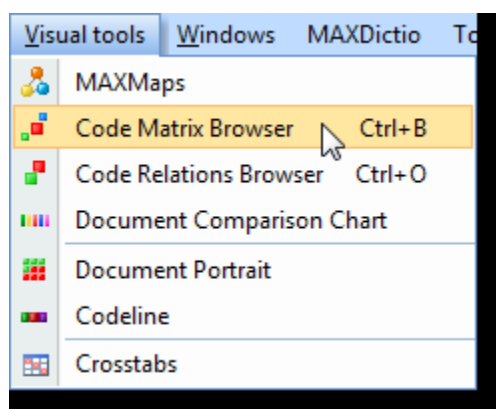 Visual tools Windows MAXDictio To
MAXMaps
Code Matrix Browser Ctrl+B
Code Relations Browser Ctrl+O
Document Comparison Chart
Document Portrait
Codeline
Crosstabs